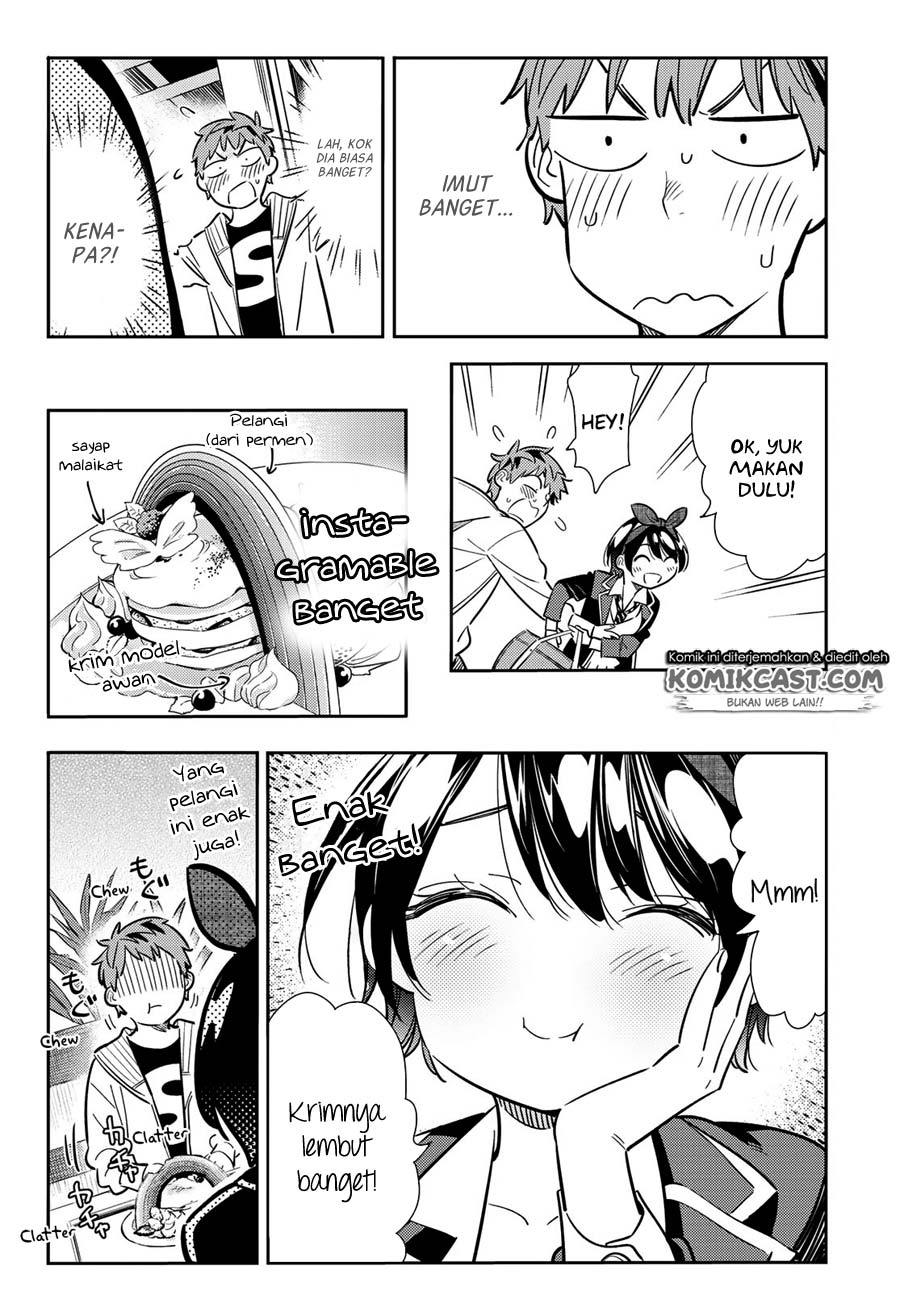 IMUT
BANGET...
LAH, KOK
DIA BIASA
BANGET?
KENA-
PA?!
OK, YUK
MAKAN
DULU!
HEY!
Pelangi
(dari permen)
sayap
malaikat
insta-
Gramable
Banget
krim model
awan
Komik ini diterjemahkan & diedit oleh
KOMIKCAST.COM
BUKAN WEB LAIN!!
Mmm!
Enak
Banget!
Krimnya
lembut
banget!
Yang
pelangi
ini enak
juga!
もぐ
Chew
もぐ
Chew
カチャ
Clatter
カチャ
Clatter
S
S